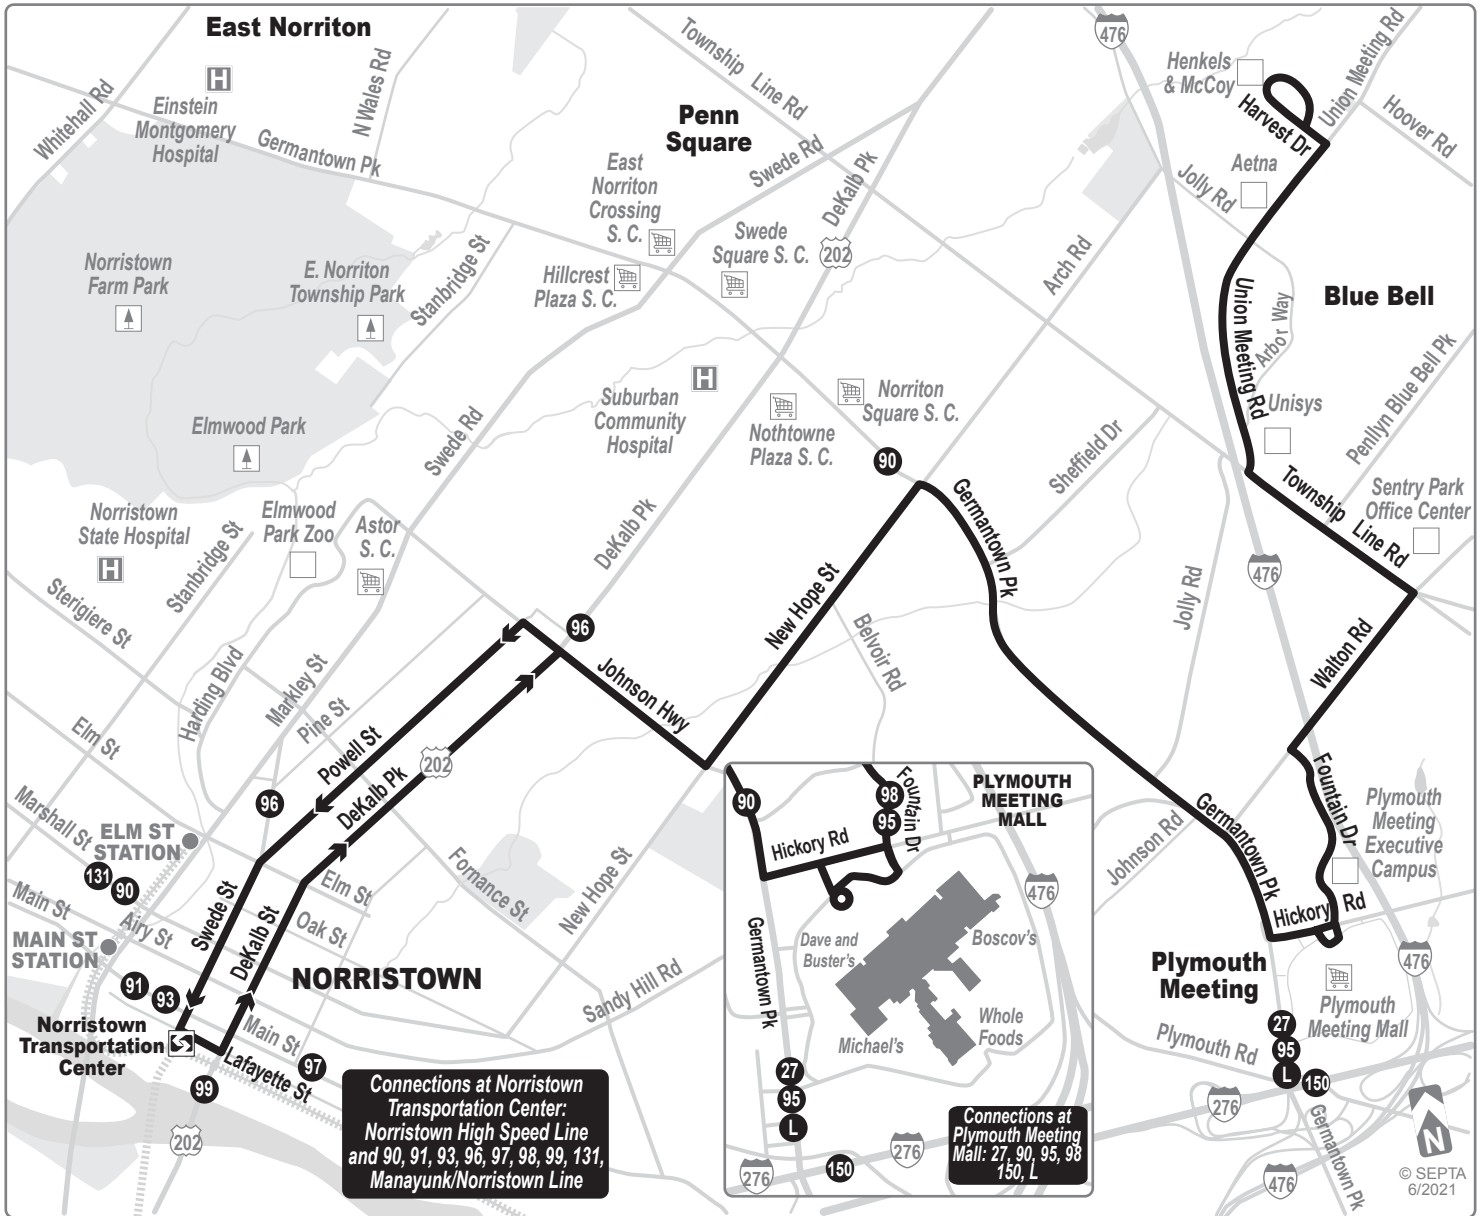 East Norriton
476
Township
Line Rd
Union Meeting Rd
Henkels
& McCoy
Harvest Dr
Hoover Rd
N Wales Rd
Whitehall Rd
H
Einstein
Montgomery
Hospital
Germantown Pk
Penn
Square
Swede Rd
DeKalb Pk
East
Norriton
Crossing
S. C.
Swede
Square S. C.
202
Hillcrest
Plaza S. C.
Aetna
Jolly Rd
Arch Rd
Norristown
Farm Park
E. Norriton
Township Park
Stanbridge St
Union Meeting Rd
Arbor Way
Blue Bell
Penllyn Blue Bell Pk
Unisys
H
Suburban
Community
Hospital
Norriton
Square S. C.
Nothtowne
Plaza S. C.
90
Elmwood Park
Swede Rd
Sheffield Dr
Township
Line Rd
Sentry Park
Office Center
Norristown
State Hospital
H
Elmwood
Park Zoo
Astor
S. C.
Stanbridge St
DeKalb Pk
Germantown Pk
476
Sterigiere St
New Hope St
Belvoir Rd
Jolly Rd
Walton Rd
96
Johnson Hwy
Harding Blvd
Markley St
Pine St
Powell St
Elm St
202
DeKalb Pk
Fountain Dr
Plymouth
Meeting
Executive
Campus
Germantown Pk
Johnson Rd
Hickory Rd
96
Marshall St
ELM ST
STATION
131
90
Main St
Airy St
MAIN ST
STATION
Swede St
DeKalb St
Elm St
Oak St
Fornance St
New Hope St
Sandy Hill Rd
NORRISTOWN
91
93
Norristown
Transportation
Center
Main St
Lafayette St
97
99
202
Connections at Norristown
Transportation Center:
Norristown High Speed Line
and 90, 91, 93, 96, 97, 98, 99, 131,
Manayunk/Norristown Line
PLYMOUTH
MEETING
MALL
90
98
95
Fountain Dr
Hickory Rd
476
Germantown Pk
Dave and
Buster's
Boscov's
Whole
Foods
Michael's
27
95
L
150
276
276
Connections at
Plymouth Meeting
Mall: 27, 90, 95, 98
150, L
Plymouth
Meeting
476
Plymouth
Meeting Mall
Plymouth Rd
27
95
L
150
276
Germantown Pk
476
N
© SEPTA
6/2021